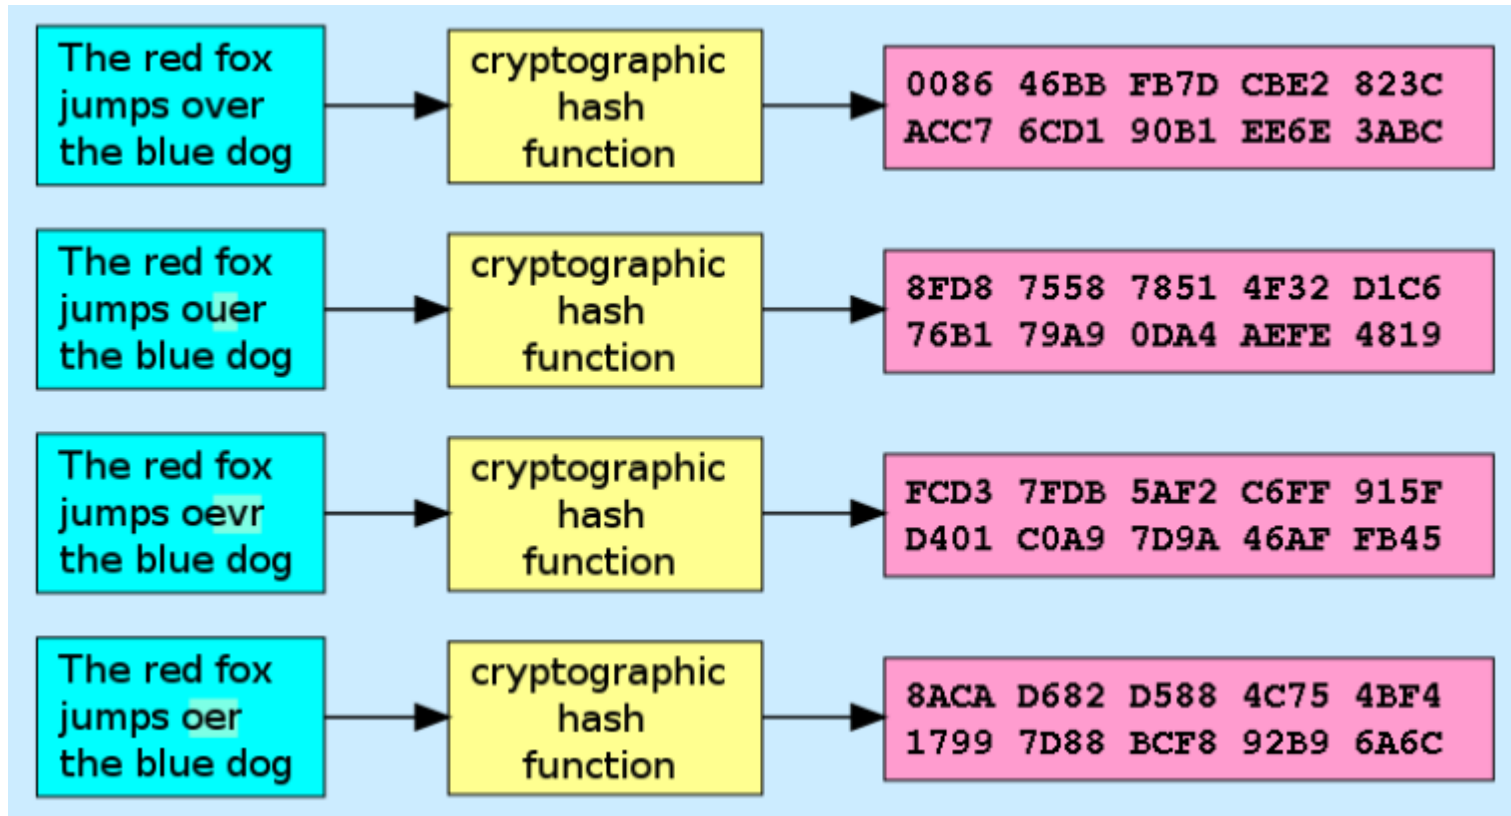 The red fox
jumps over
the blue dog
cryptographic
hash
function
0086 46BB FB7D CBE2 823C
ACC7 6CD1 90B1 EE6E 3ABC
The red fox
jumps ouer
the blue dog
cryptographic
hash
function
8FD8 7558 7851 4F32 D1C6
76B1 79A9 0DA4 AEFE 4819
The red fox
jumps oevr
the blue dog
cryptographic
hash
function
FCD3 7FDB 5AF2 C6FF 915F
D401 C0A9 7D9A 46AF FB45
The red fox
jumps oer
the blue dog
cryptographic
hash
function
8ACA D682 D588 4C75 4BF4
1799 7D88 BCF8 92B9 6A6C